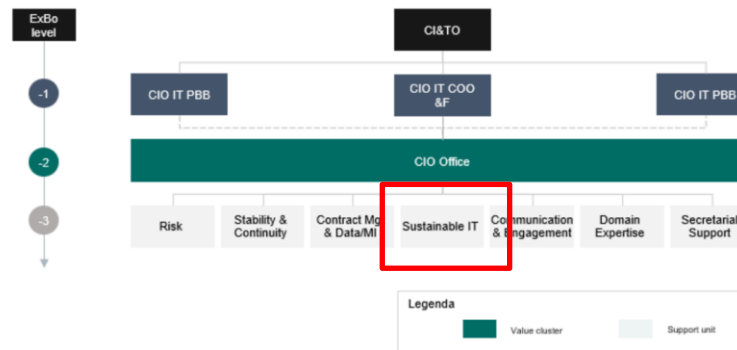 ExBo
level
CI&TO
-1
CIO IT PBB
CIO IT COO
&F
CIO IT PBB
-2
CIO Office
-3
Risk
Stability &
Continuity
Contract Mg
& Data/MI
Sustainable IT
Communication
& Engagement
Domain
Expertise
Secretarial
Support
Legenda
Value cluster
Support unit